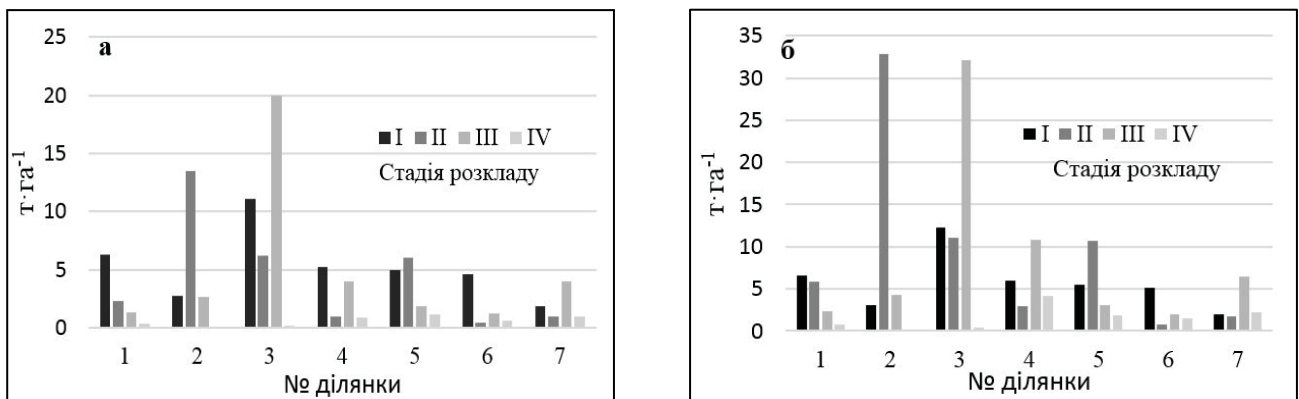 а
25
20
15
10
5
0
т·га⁻¹
I II III IV
Стадія розкладу
1 2 3 4 5 6 7
№ ділянки
б
35
30
25
20
15
10
5
0
т·га⁻¹
I II III IV
Стадія розкладу
1 2 3 4 5 6 7
№ ділянки